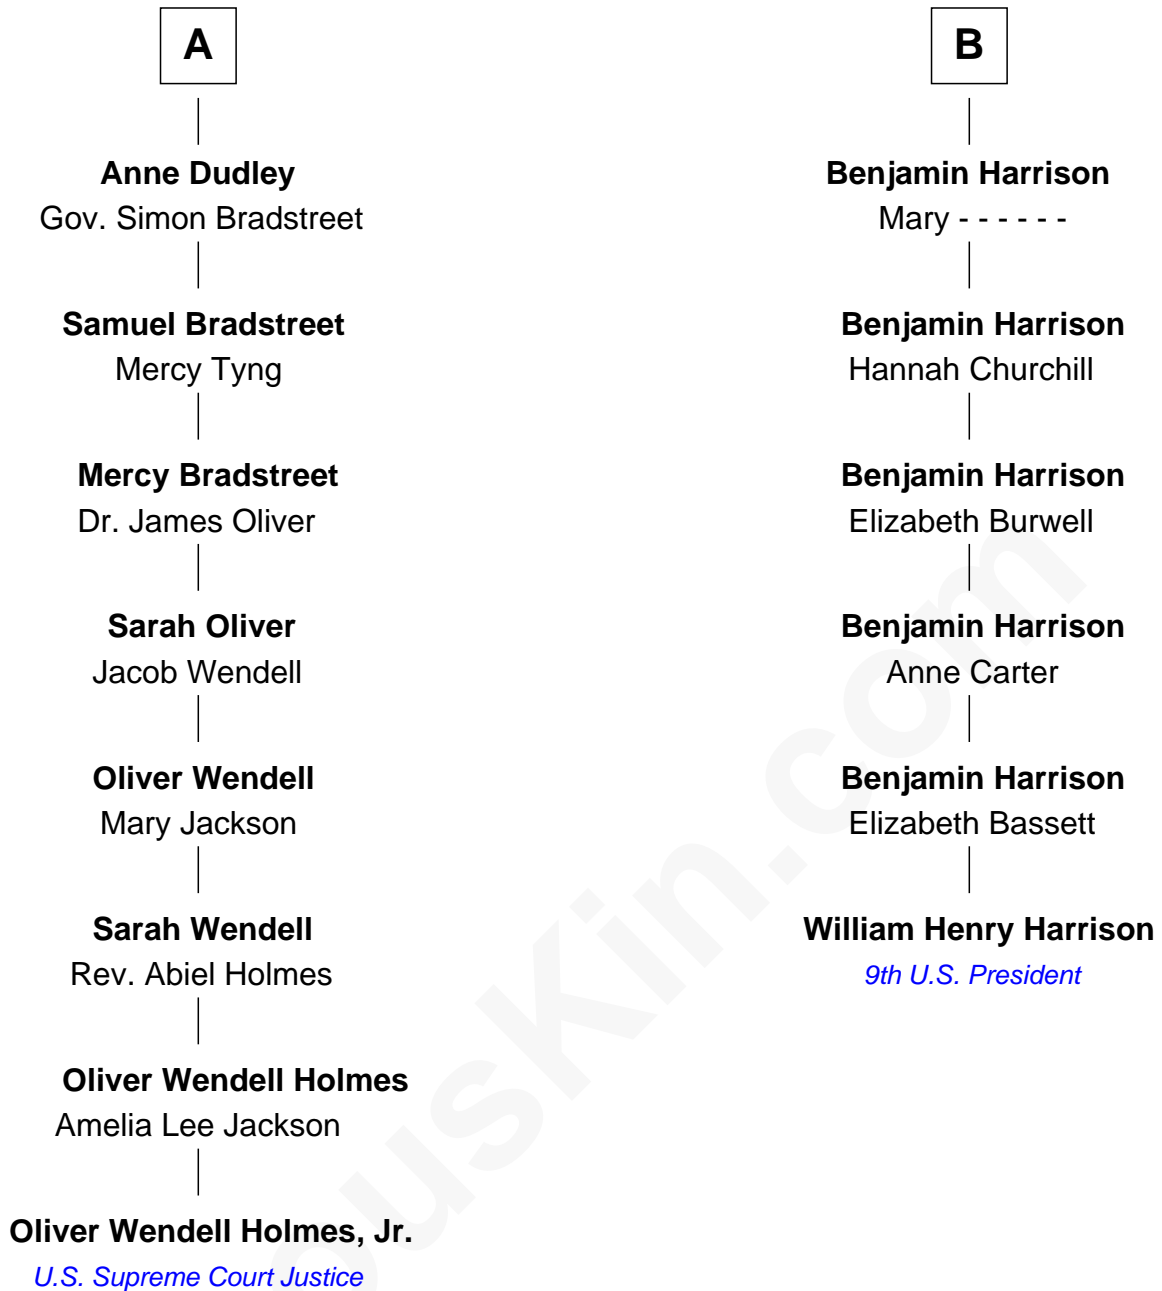 A
Anne Dudley
Gov. Simon Bradstreet
Samuel Bradstreet
Mercy Tyng
Mercy Bradstreet
Dr. James Oliver
Sarah Oliver
Jacob Wendell
Oliver Wendell
Mary Jackson
Sarah Wendell
Rev. Abiel Holmes
Oliver Wendell Holmes
Amelia Lee Jackson
Oliver Wendell Holmes, Jr.
U.S. Supreme Court Justice
B
Benjamin Harrison
Mary - - - - - -
Benjamin Harrison
Hannah Churchill
Benjamin Harrison
Elizabeth Burwell
Benjamin Harrison
Anne Carter
Benjamin Harrison
Elizabeth Bassett
William Henry Harrison
9th U.S. President
ouskin.com